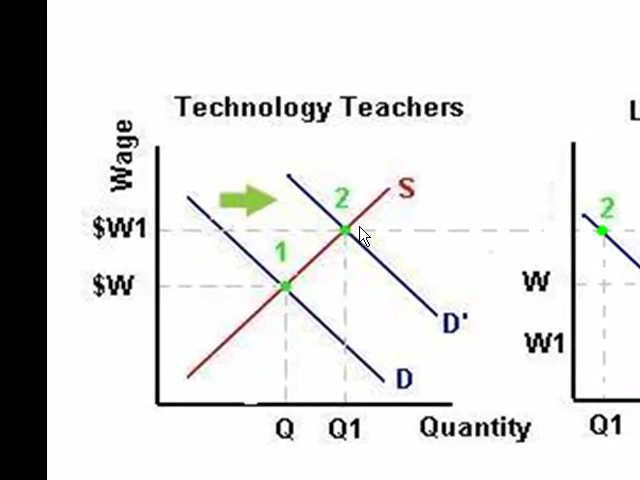 Technology Teachers
L
Wage
S
2
2
$W1
1
$W
W
D'
W1
D
Q
Q1
Quantity
Q1